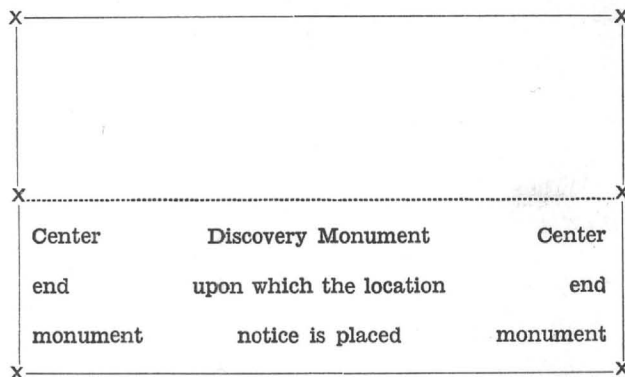 X X
X X
Center Discovery Monument Center
end upon which the location end
monument notice is placed monument
X X